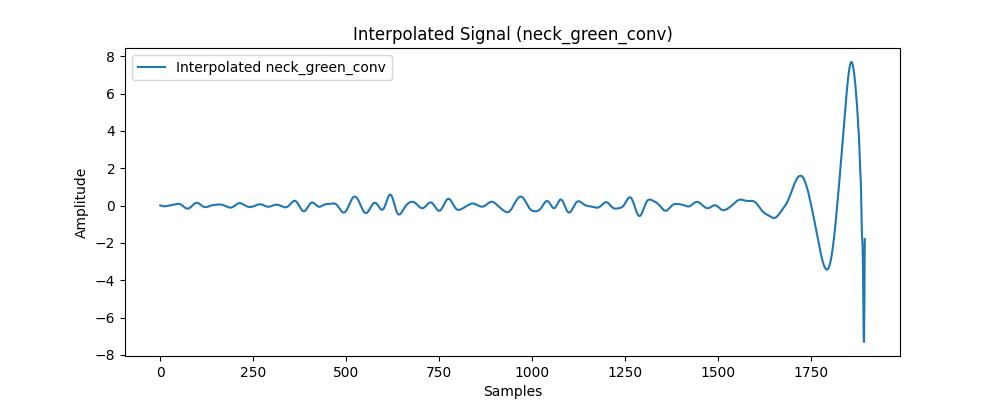 Interpolated Signal (neck_green_conv)
Interpolated neck_green_conv
Amplitude
8
6
4
2
0
−2
−4
−6
−8
0 250 500 750 1000 1250 1500 1750
Samples